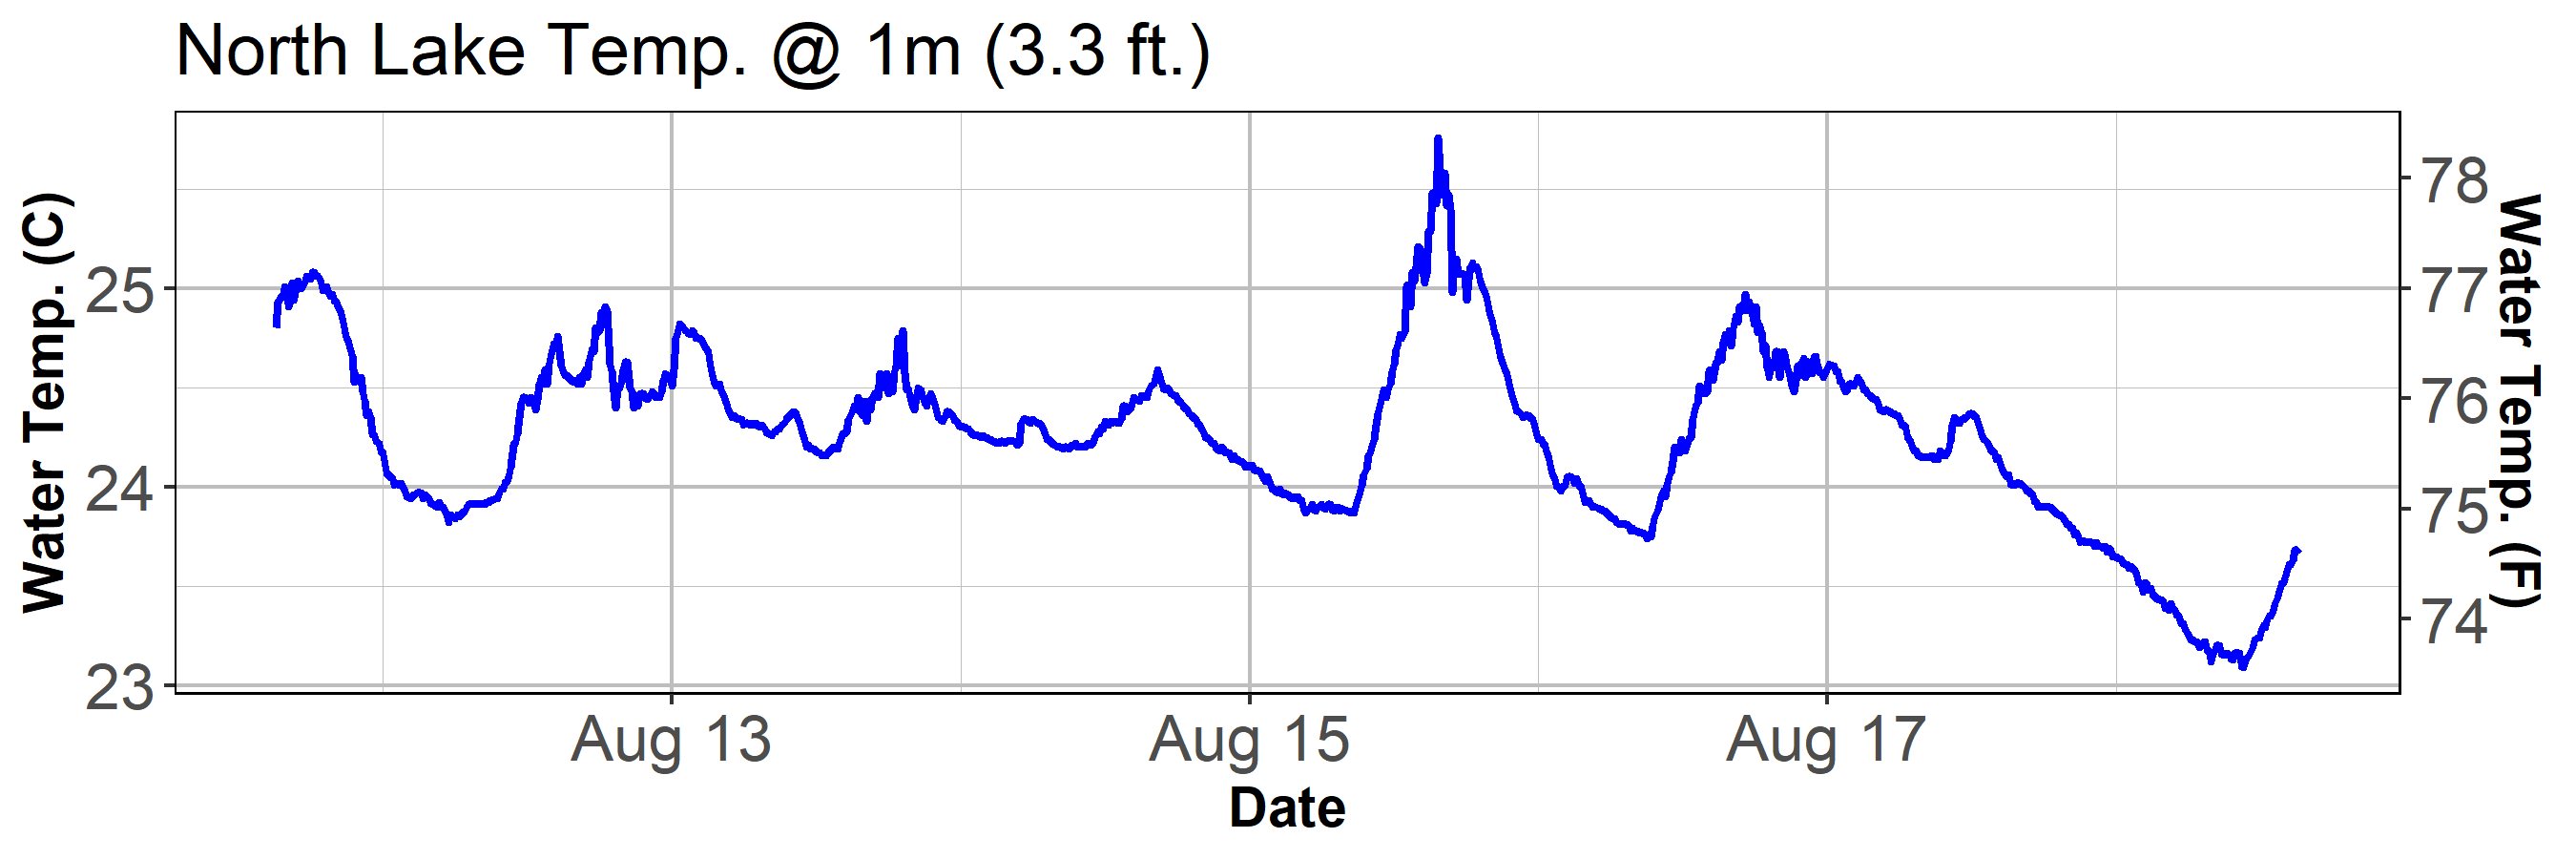 North Lake Temp. @ 1m (3.3 ft.)
Water Temp. (C)
25
24
23
78
77
76
75
74
Water Temp. (F)
Aug 13
Aug 15
Aug 17
Date